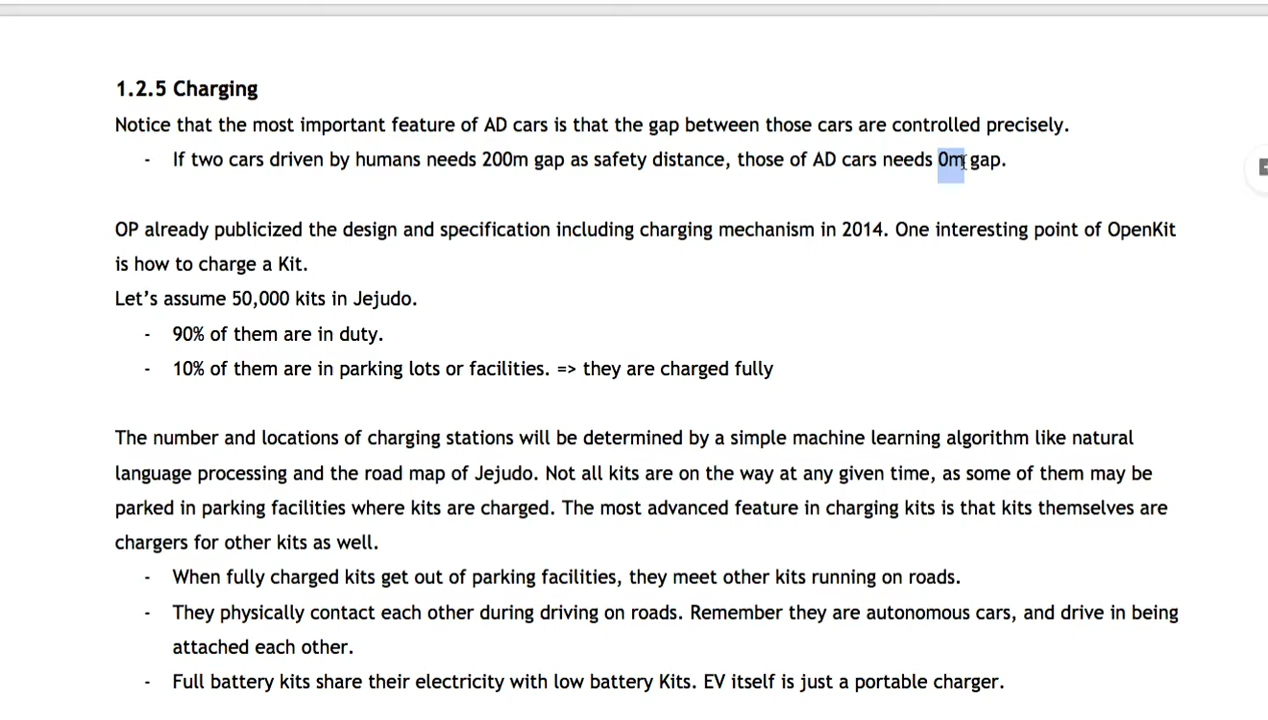 1.2.5 Charging
Notice that the most important feature of AD cars is that the gap between those cars are controlled precisely.
- If two cars driven by humans needs 200m gap as safety distance, those of AD cars needs 0m gap.
OP already publicized the design and specification including charging mechanism in 2014. One interesting point of OpenKit
is how to charge a Kit.
Let's assume 50,000 kits in Jejudo.
- 90% of them are in duty.
- 10% of them are in parking lots or facilities. => they are charged fully
The number and locations of charging stations will be determined by a simple machine learning algorithm like natural
language processing and the road map of Jejudo. Not all kits are on the way at any given time, as some of them may be
parked in parking facilities where kits are charged. The most advanced feature in charging kits is that kits themselves are
chargers for other kits as well.
- When fully charged kits get out of parking facilities, they meet other kits running on roads.
- They physically contact each other during driving on roads. Remember they are autonomous cars, and drive in being
attached each other.
- Full battery kits share their electricity with low battery Kits. EV itself is just a portable charger.